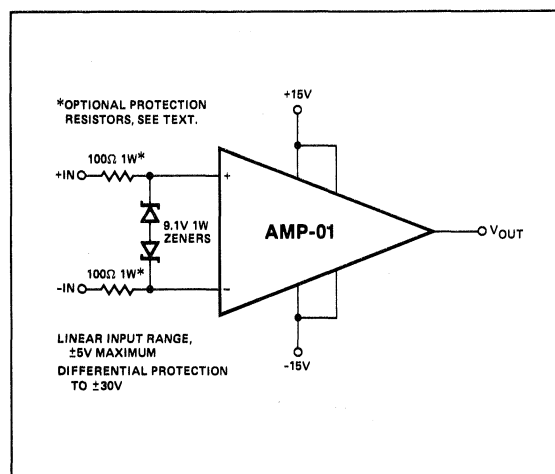 *OPTIONAL PROTECTION
RESISTORS, SEE TEXT.
+15V
100Ω 1W*
+IN
+
9.1V 1W
ZENERS
AMP-01
VOUT
100Ω 1W*
-IN
−
LINEAR INPUT RANGE,
±5V MAXIMUM
DIFFERENTIAL PROTECTION
TO ±30V
-15V